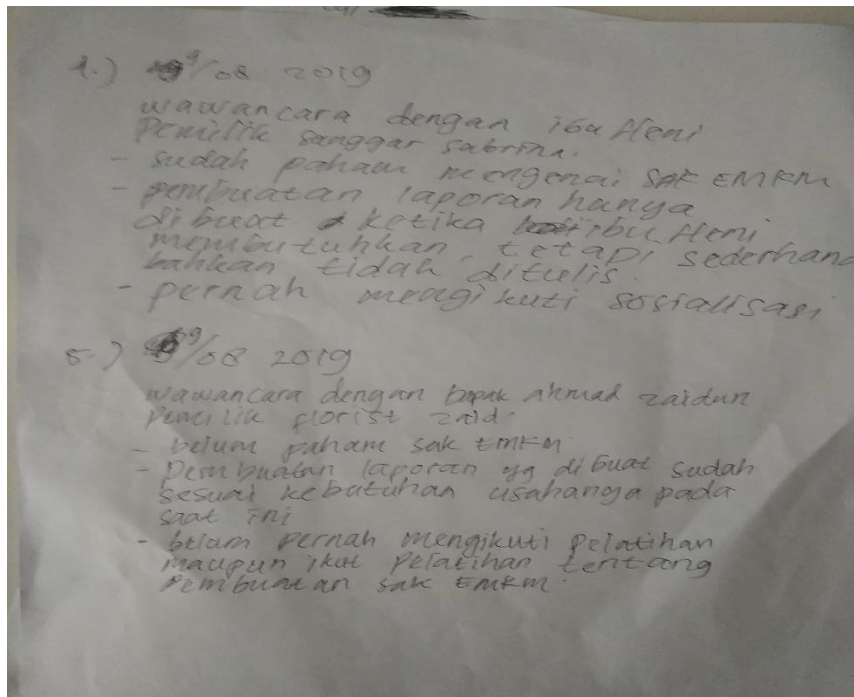 4.) 9/08 2019
wawancara dengan ibu Heni
Pemilik sanggar sabrina.
- sudah paham mengenai SAK EMKM
- pembuatan laporan hanya
dibuat ketika ibu Heni
membutuhkan, tetapi sederhana
bahkan tidak ditulis.
- pernah mengikuti sosialisasi
5.) 9/08 2019
wawancara dengan bapak ahmad zaidun
Pemilik florist zaid.
- belum paham sak EMKM
- Pembuatan laporan yg dibuat sudah
sesuai kebutuhan usahanya pada
saat ini
- belum pernah mengikuti pelatihan
maupun ikut pelatihan tentang
pembuatan sak EMKM.